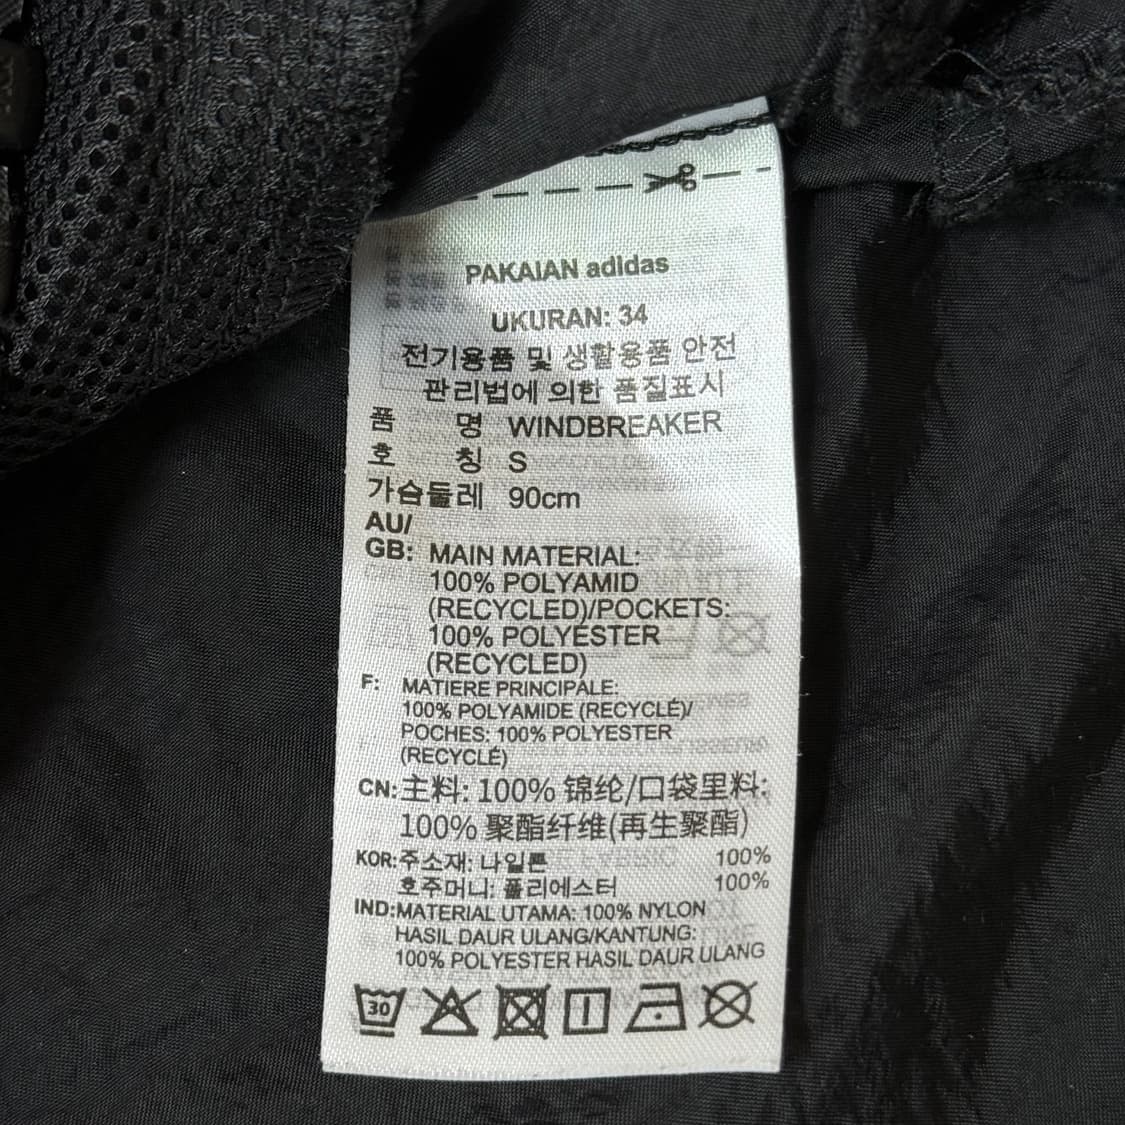 PAKAIAN adidas
UKURAN: 34
전기용품 및 생활용품 안전
관리법에 의한 품질표시
품 명 WINDBREAKER
호 칭 S
가슴둘레 90cm
AU/
GB: MAIN MATERIAL:
100% POLYAMID
(RECYCLED)/POCKETS:
100% POLYESTER
(RECYCLED)
F: MATIERE PRINCIPALE:
100% POLYAMIDE (RECYCLÉ)/
POCHES: 100% POLYESTER
(RECYCLÉ)
CN: 主料: 100% 锦纶/口袋里料:
100% 聚酯纤维(再生聚酯)
KOR: 주소재: 나일론 100%
호주머니: 폴리에스터 100%
IND: MATERIAL UTAMA: 100% NYLON
HASIL DAUR ULANG/KANTUNG:
100% POLYESTER HASIL DAUR ULANG
30